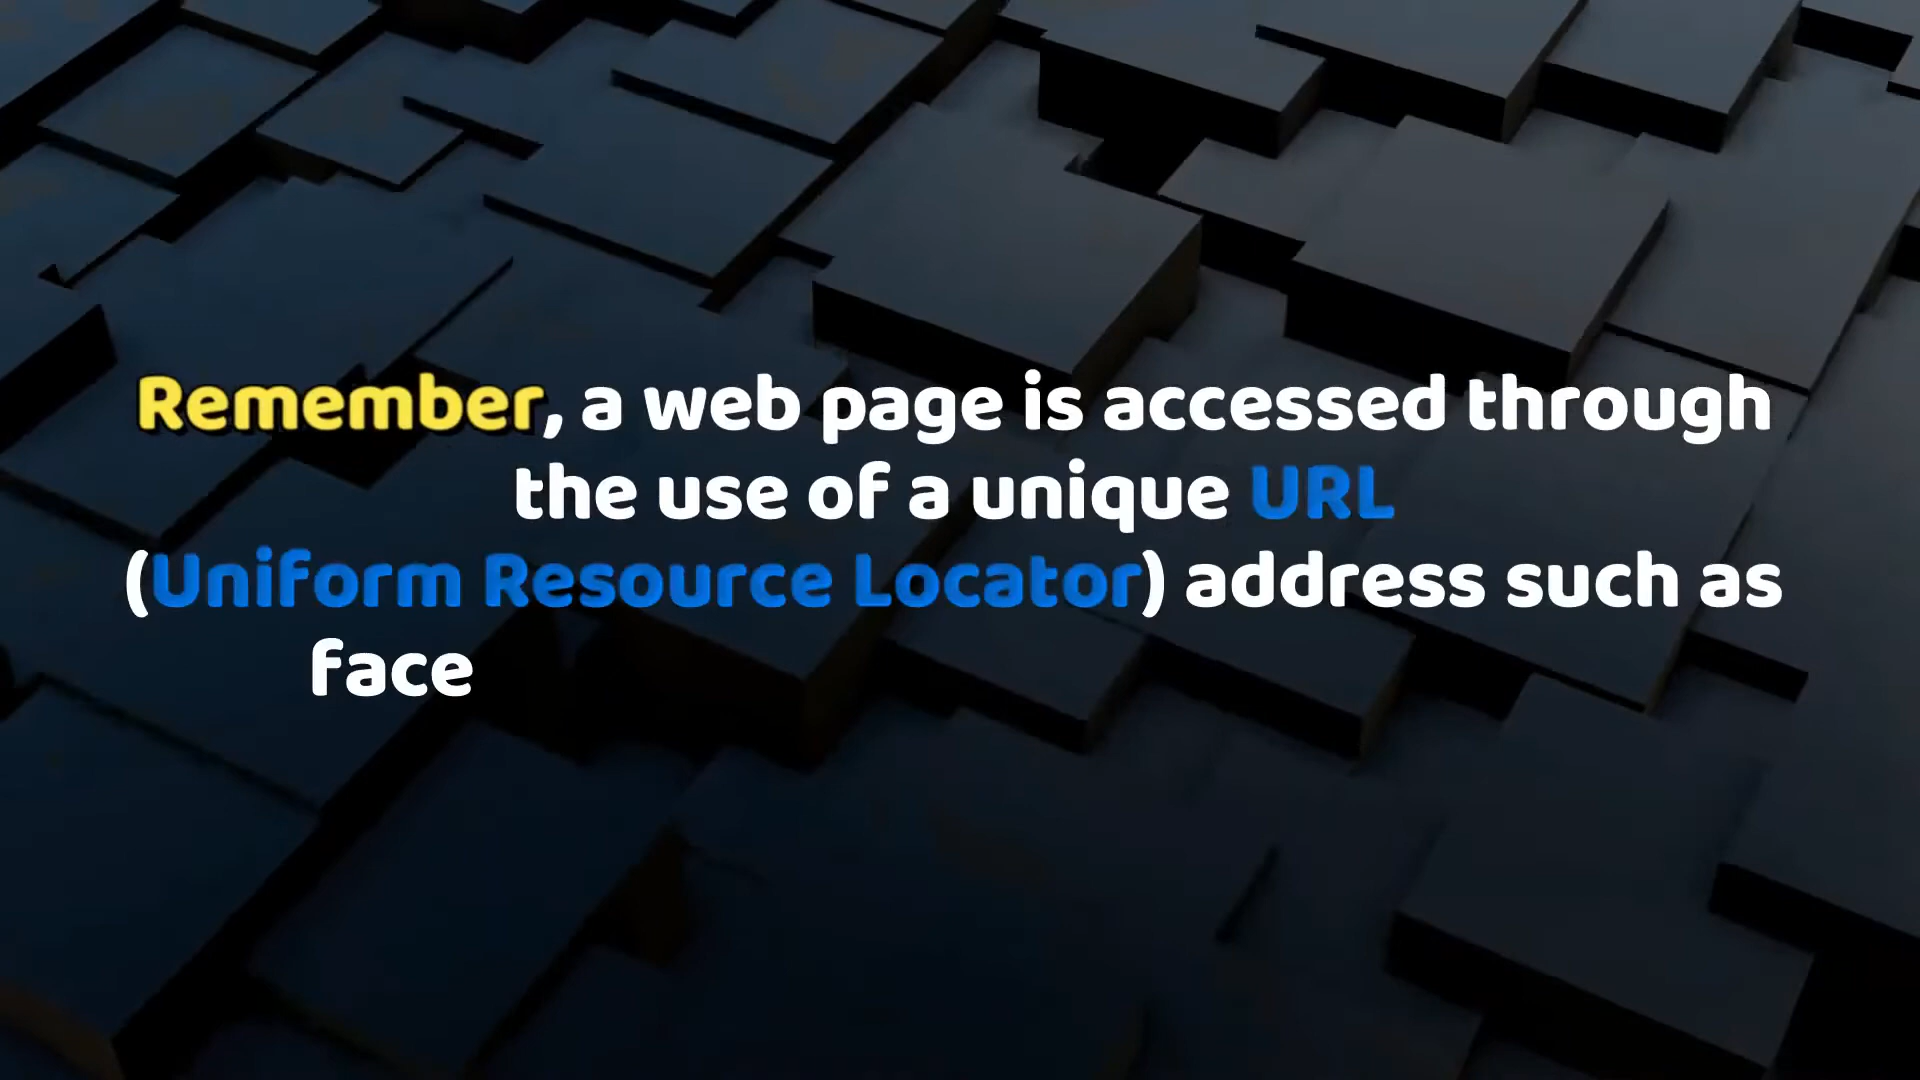 Remember, a web page is accessed through
the use of a unique URL
(Uniform Resource Locator) address such as
face